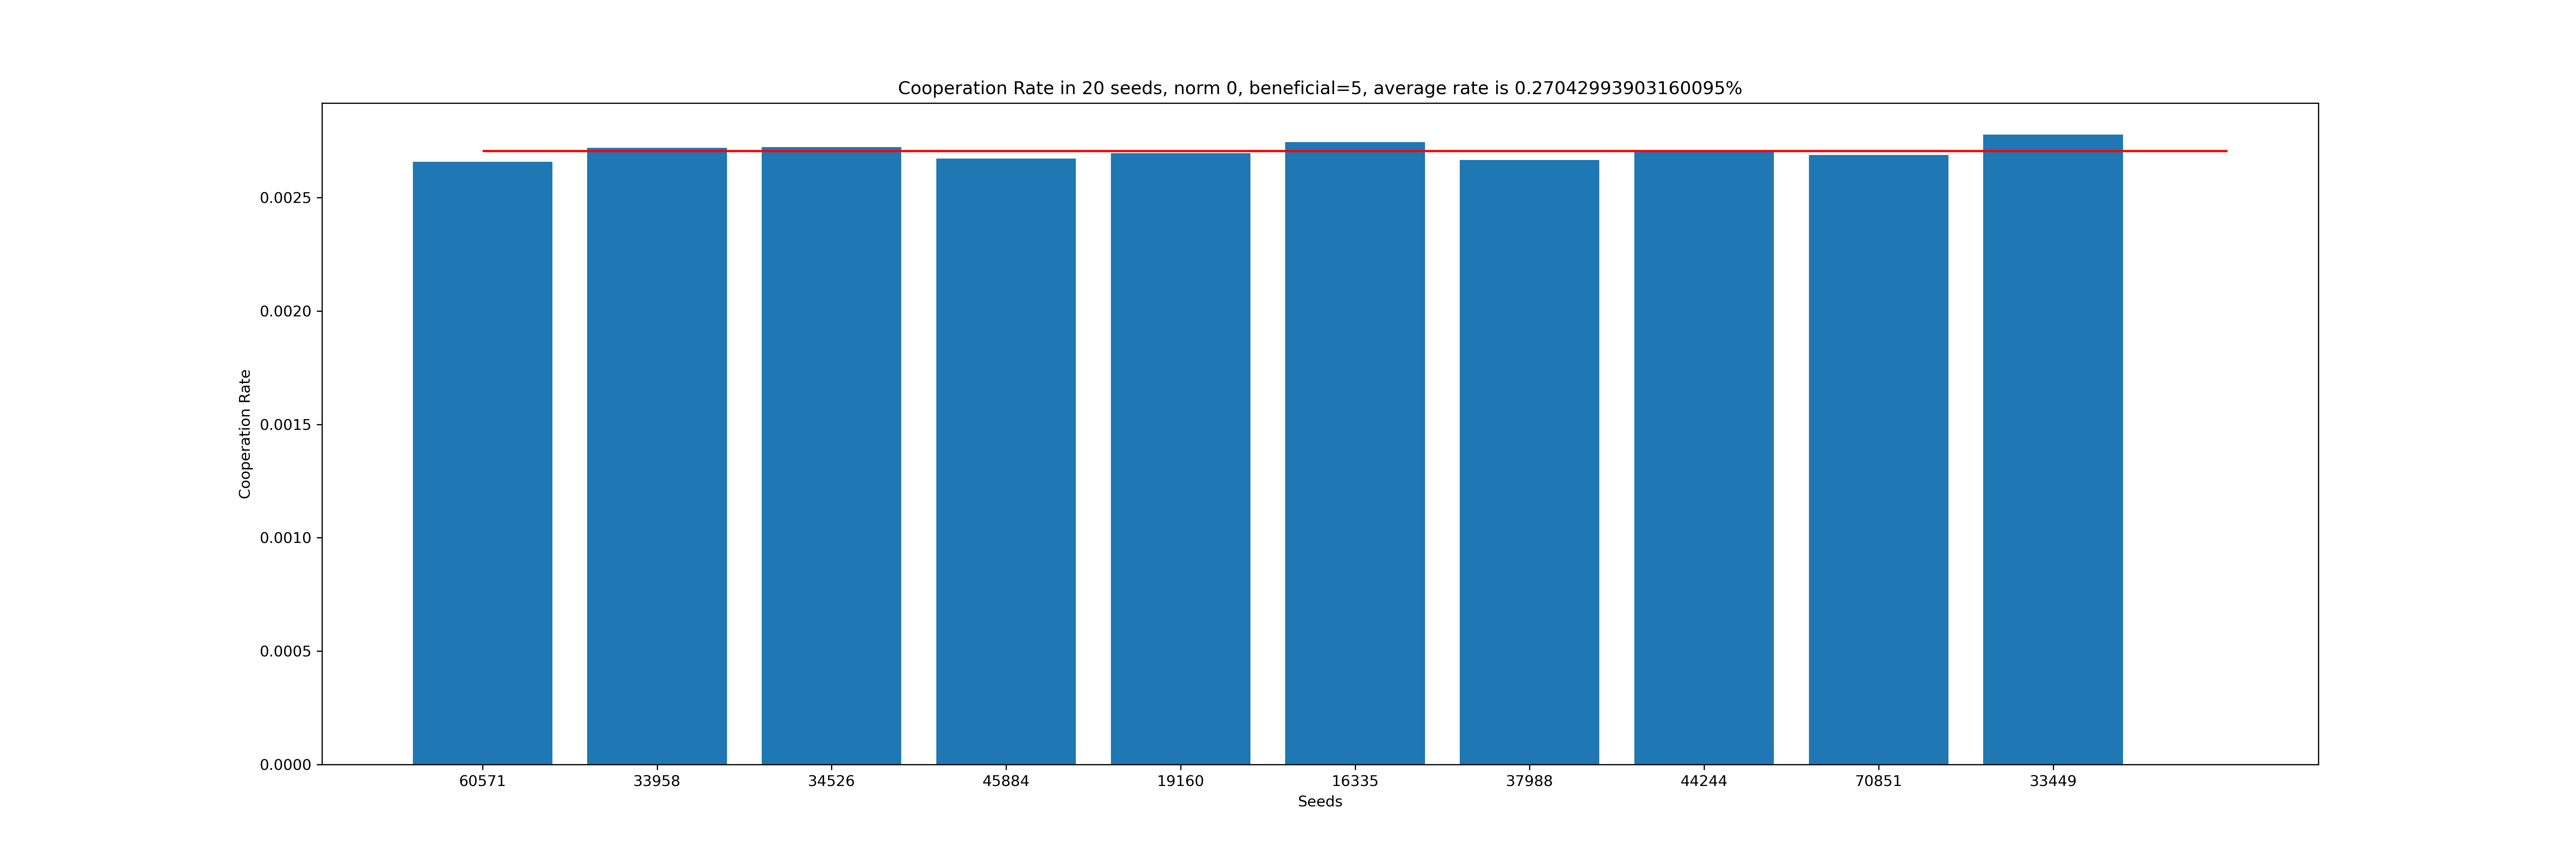 Cooperation Rate in 20 seeds, norm 0, beneficial=5, average rate is 0.27042993903160095%
Cooperation Rate
0.0025
0.0020
0.0015
0.0010
0.0005
0.0000
60571 33958 34526 45884 19160 16335 37988 44244 70851 33449
Seeds